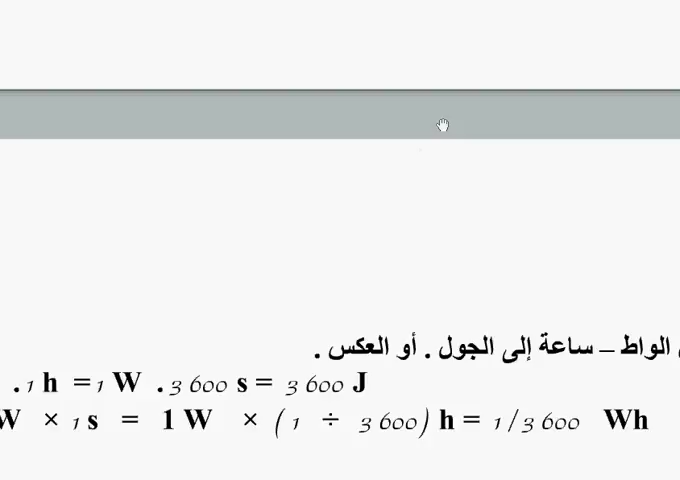 الواط – ساعة إلى الجول . أو العكس .
. 1 h = 1 W . 3 600 s = 3 600 J
W × 1 s = 1 W × ( 1 ÷ 3 600 ) h = 1 / 3 600 Wh